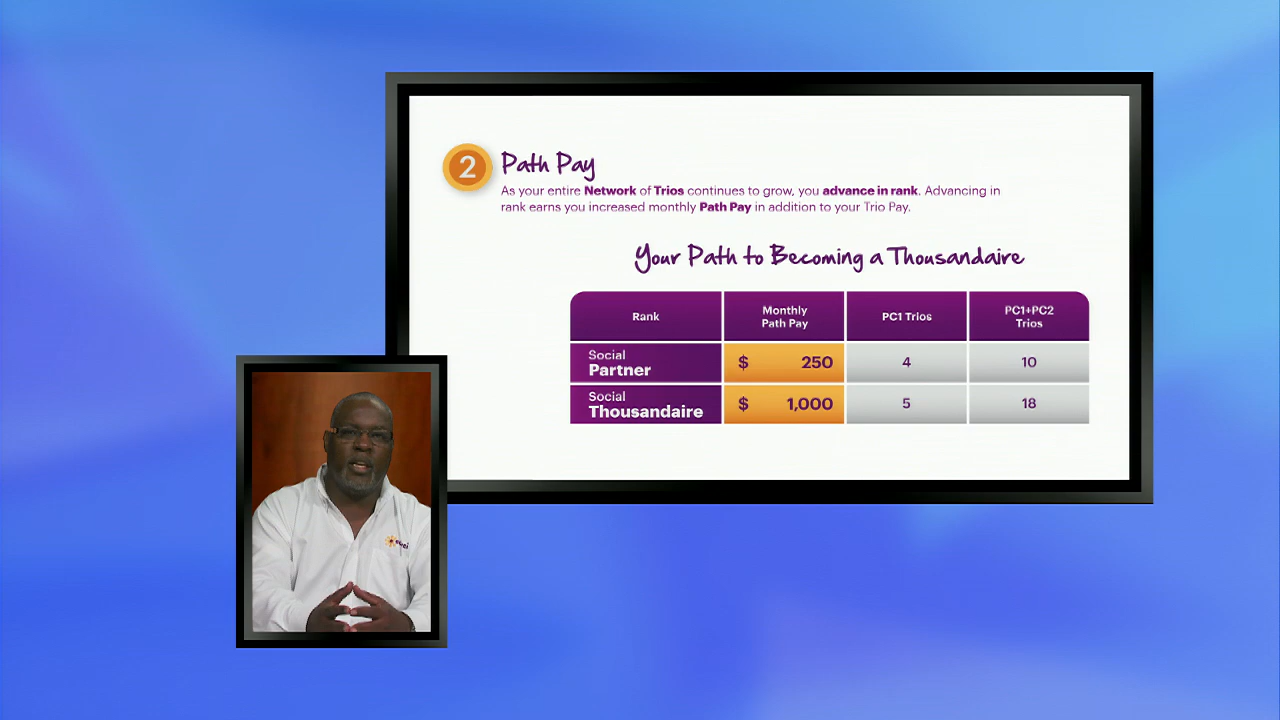 2 Path Pay
As your entire Network of Trios continues to grow, you advance in rank. Advancing in
rank earns you increased monthly Path Pay in addition to your Trio Pay.
Your Path to Becoming a Thousandaire
Rank Monthly Path Pay PC1 Trios PC1+PC2 Trios
Social Partner $ 250 4 10
Social Thousandaire $ 1,000 5 18